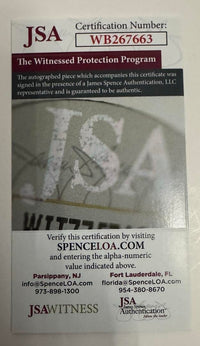 JSA
Certification Number:
WB267663
The Witnessed Protection Program
The autographed piece which accompanies this certificate was
signed in the presence of a James Spence Authentication, LLC
representative and is guaranteed to be authentic.
JSA
Verify this certification by visiting
SPENCELOA.COM
and entering the alpha-numeric
value indicated above.
Parsippany, NJ
info@SpenceLOA.com
973-898-1300
Fort Lauderdale, FL
florida@SpenceLOA.com
954-380-8670
JSAWITNESS
JSA
Authentication